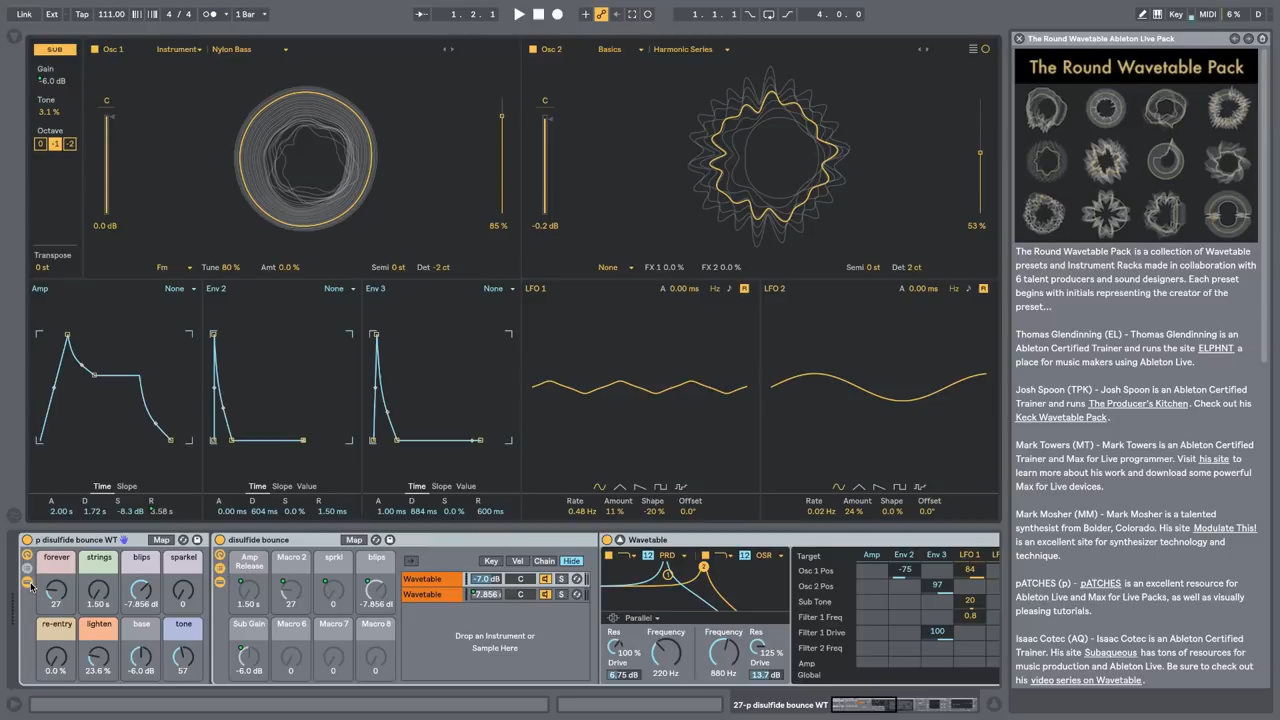 Link Ext Tap 111.00 4 / 4 1 Bar
1. 2. 1
1. 1. 1
4. 0. 0
Key MIDI 6 % D
SUB
Gain
-6.0 dB
Tone
3.1 %
Octave
0 -1 -2
Transpose
0 st
Osc 1 Instrument Nylon Bass
C
0.0 dB
85 %
Fm Tune 80 % Amt 0.0 % Semi 0 st Det -2 ct
Osc 2 Basics Harmonic Series
C
-0.2 dB
53 %
None FX 1 0.0 % FX 2 0.0 % Semi 0 st Det 2 ct
Amp None
Time Slope
A D S R
2.00 s 1.72 s -8.3 dB 3.58 s
Env 2 None
Time Slope Value
A D S R
0.00 ms 604 ms 0.0 % 1.50 ms
Env 3 None
Time Slope Value
A D S R
1.00 ms 884 ms 0.0 % 600 ms
LFO 1 A 0.00 ms Hz R
Rate Amount Shape Offset
0.48 Hz 11 % -20 % 0.0 %
LFO 2 A 0.00 ms Hz R
Rate Amount Shape Offset
0.02 Hz 24 % 0.0 % 0.0 %
The Round Wavetable Ableton Live Pack
The Round Wavetable Pack
The Round Wavetable Pack is a collection of Wavetable
presets and Instrument Racks made in collaboration with
6 talent producers and sound designers. Each preset
begins with initials representing the creator of the
preset...
Thomas Glendinning (EL) - Thomas Glendinning is an
Ableton Certified Trainer and runs the site ELPHNT a
place for music makers using Ableton Live.
Josh Spoon (TPK) - Josh Spoon is an Ableton Certified
Trainer and runs The Producer's Kitchen. Check out his
Keck Wavetable Pack.
Mark Towers (MT) - Mark Towers is an Ableton Certified
Trainer and Max for Live programmer. Visit his site to
learn more about his work and download some powerful
Max for Live devices.
Mark Mosher (MM) - Mark Mosher is a talented
synthesist from Bolder, Colorado. His site Modulate This!
is an excellent site for synthesizer technology and
technique.
pATCHES (p) - pATCHES is an excellent resource for
Ableton Live and Max for Live Packs, as well as visually
pleasing tutorials.
Isaac Cotec (AQ) - Isaac Cotec is an Ableton Certified
Trainer. His site Subaqueous has tons of resources for
music production and Ableton Live. Be sure to check out
his video series on Wavetable.
p disulfide bounce WT Map
forever strings blips sparkel
27 1.50 s -7.856 dl 0
re-entry lighten base tone
0.0 % 23.6 % -6.0 dB 57
disulfide bounce Map
Amp Release Macro 2 sprki blips
1.50 s 27 0 -7.856 dl
Sub Gain Macro 6 Macro 7 Macro 8
-6.0 dB 0 0 0
Key Vel Chain Hide
Wavetable -7.0 dB C S
Wavetable -7.856 C S
Drop an Instrument or
Sample Here
Wavetable
12 PRD 12 OSR
1 2
Parallel
Res Frequency Frequency Res
100 % 125 %
Drive Drive
6.75 dB 220 Hz 880 Hz 13.7 dB
Target Amp Env 2 Env 3 LFO 1
Osc 1 Pos -75 84
Osc 2 Pos 97
Sub Tone 20
Filter 1 Freq 0.8
Filter 1 Drive 100
Filter 2 Freq
Amp
Global
27-p disulfide bounce WT